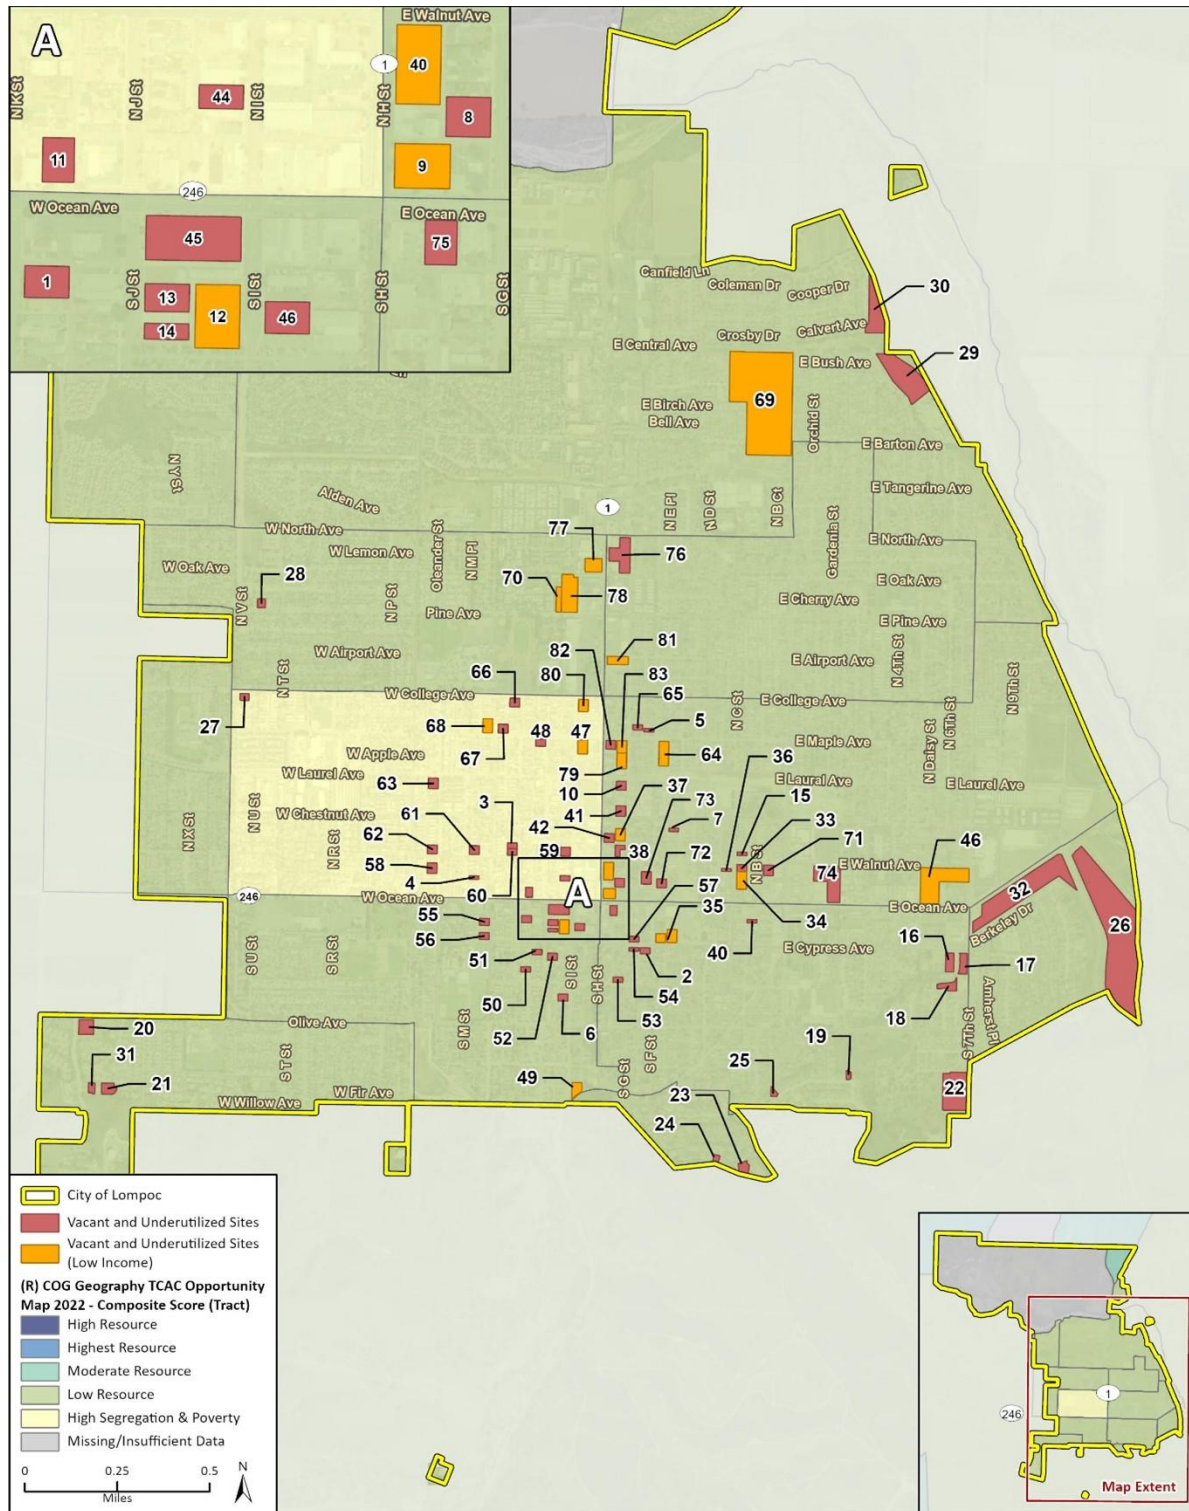 A
E Walnut Ave
40
1
8
44
N K St
N J St
N I St
N H St
11
9
246
W Ocean Ave
E Ocean Ave
45
75
1
13
12
46
14
S J St
S I St
S H St
S G St
Canfield Ln
Coleman Dr
Cooper Dr
30
Crosby Dr
Calvert Ave
E Central Ave
E Bush Ave
29
69
E Birch Ave
Bell Ave
Orchid St
E Barton Ave
N Y St
Alden Ave
E Tangerine Ave
1
N E Pl
N D St
N B Ct
Gardenia St
W North Ave
E North Ave
77
76
W Lemon Ave
Oleander St
N M Pl
W Oak Ave
28
70
78
E Oak Ave
E Cherry Ave
N V St
N P St
Pine Ave
E Pine Ave
81
82
83
W Airport Ave
E Airport Ave
N 4Th St
N 9Th St
66
80
65
N T St
W College Ave
E College Ave
27
68
48
47
5
N C St
N Daisy St
N 6Th St
67
W Apple Ave
E Maple Ave
79
64
36
W Laurel Ave
63
10
37
73
E Laural Ave
E Laurel Ave
15
3
41
7
33
N X St
N U St
W Chestnut Ave
61
42
71
62
N R St
59
38
72
N B St
E Walnut Ave
46
58
74
4
60
A
57
32
246
W Ocean Ave
35
34
E Ocean Ave
Berkeley Dr
26
55
40
E Cypress Ave
16
56
51
17
S U St
S R St
S I St
S H St
2
54
50
18
Amherst Pl
20
Olive Ave
S M St
52
6
53
19
S 7Th St
31
S T St
S F St
25
21
W Fir Ave
49
S G St
23
22
W Willow Ave
24
City of Lompoc
Vacant and Underutilized Sites
Vacant and Underutilized Sites
(Low Income)
(R) COG Geography TCAC Opportunity
Map 2022 - Composite Score (Tract)
High Resource
Highest Resource
Moderate Resource
Low Resource
High Segregation & Poverty
Missing/Insufficient Data
0
0.25
0.5
Miles
N
1
246
Map Extent